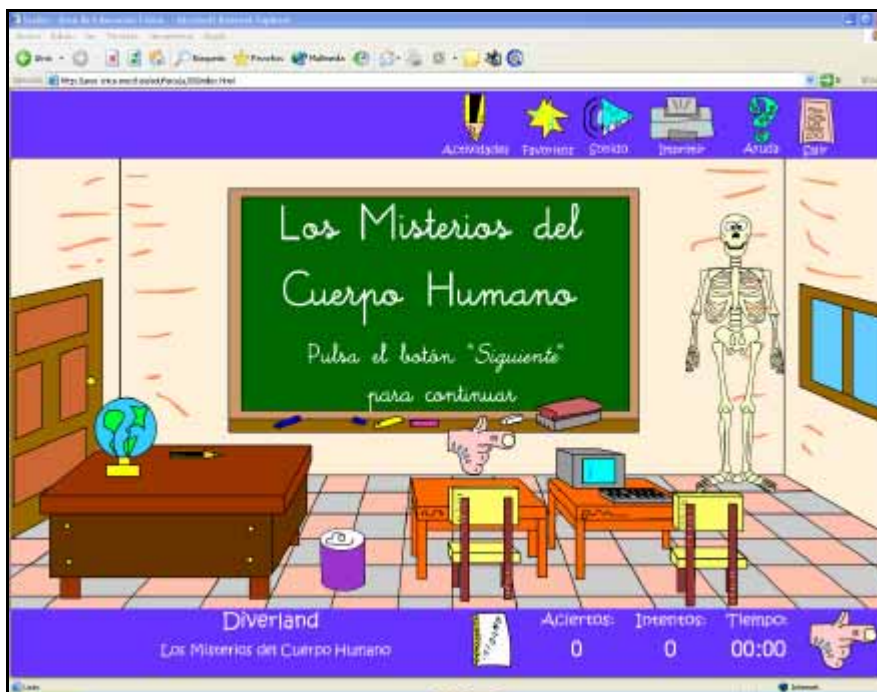 Actividades Favoritos Sonido Imprimir Ayuda Salir
Los Misterios del
Cuerpo Humano
Pulsa el botón "Siguiente"
para continuar
Diverland
Los Misterios del Cuerpo Humano
Aciertos: Intentos: Tiempo:
0 0 00:00